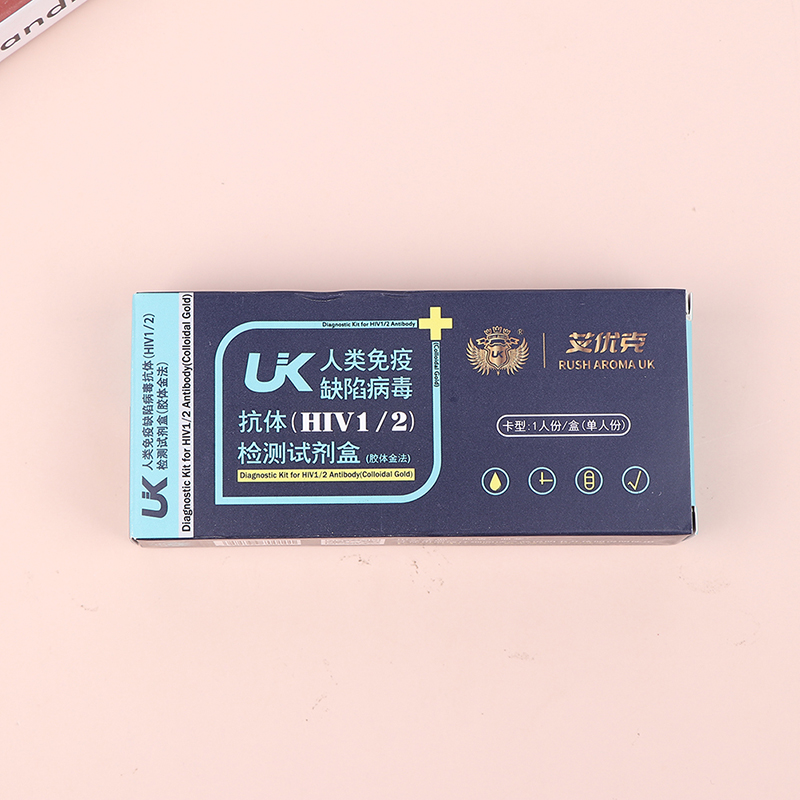 and
UK
人类免疫缺陷病毒抗体(HIV1/2)
检测试剂盒(胶体金法)
Diagnostic Kit for HIV1/2 Antibody(Colloidal Gold)
Diagnostic Kit for HIV1/2 Antibody
(Colloidal Gold)
UK 人类免疫
缺陷病毒
抗体(HIV1/2)
检测试剂盒 (胶体金法)
Diagnostic Kit for HIV1/2 Antibody(Colloidal Gold)
UK
艾优克
RUSH AROMA UK
卡型:1人份/盒(单人份)